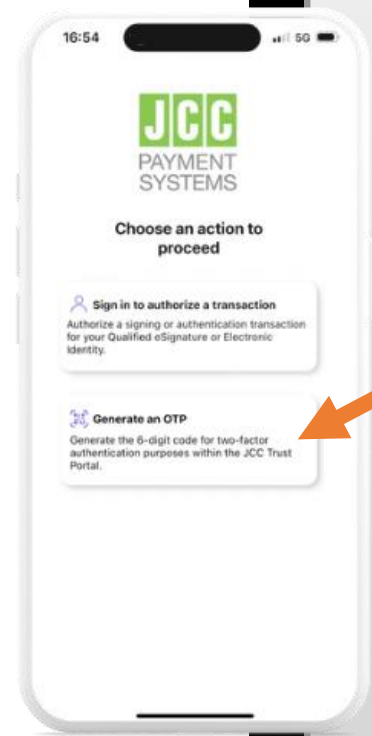 16:54
5G
JCC
PAYMENT
SYSTEMS
Choose an action to
proceed
Sign in to authorize a transaction
Authorize a signing or authentication transaction
for your Qualified eSignature or Electronic
Identity.
Generate an OTP
Generate the 6-digit code for two-factor
authentication purposes within the JCC Trust
Portal.